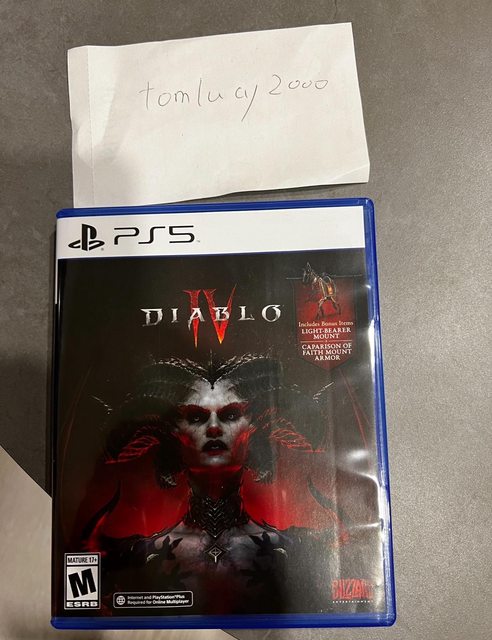 tomlucy2000
PS5
DIABLO
IV
Includes Bonus Items
LIGHT-BEARER
MOUNT
CAPARISON OF
FAITH MOUNT
ARMOR
MATURE 17+
M
ESRB
Internet and PlayStation®Plus
Required for Online Multiplayer
BLIZZARD
ENTERTAINMENT